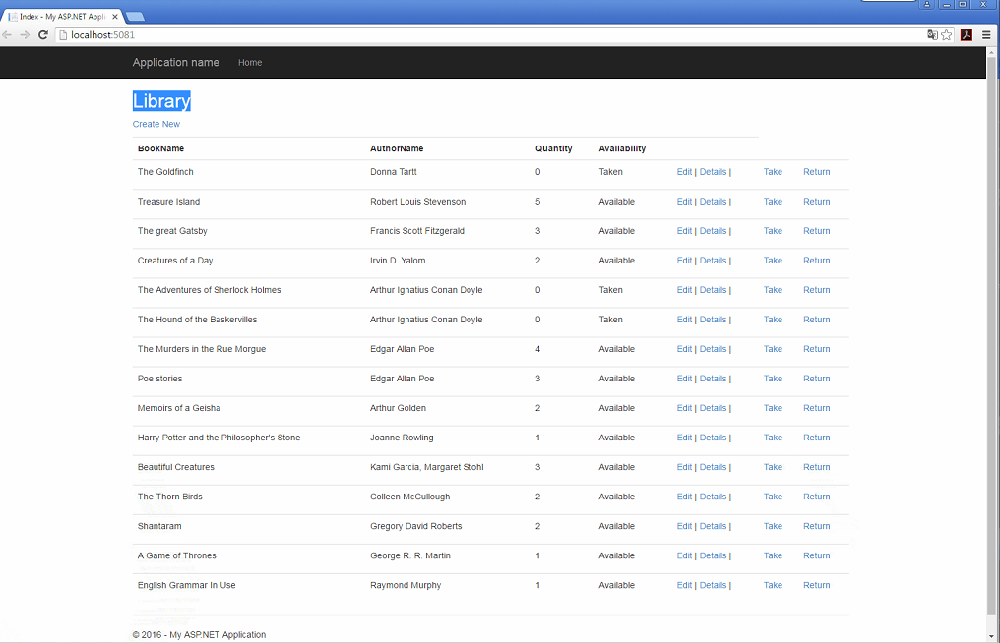 Index - My ASP.NET Appli
localhost:5081
Application name Home
Library
Create New
BookName AuthorName Quantity Availability
The Goldfinch Donna Tartt 0 Taken Edit | Details | Take Return
Treasure Island Robert Louis Stevenson 5 Available Edit | Details | Take Return
The great Gatsby Francis Scott Fitzgerald 3 Available Edit | Details | Take Return
Creatures of a Day Irvin D. Yalom 2 Available Edit | Details | Take Return
The Adventures of Sherlock Holmes Arthur Ignatius Conan Doyle 0 Taken Edit | Details | Take Return
The Hound of the Baskervilles Arthur Ignatius Conan Doyle 0 Taken Edit | Details | Take Return
The Murders in the Rue Morgue Edgar Allan Poe 4 Available Edit | Details | Take Return
Poe stories Edgar Allan Poe 3 Available Edit | Details | Take Return
Memoirs of a Geisha Arthur Golden 2 Available Edit | Details | Take Return
Harry Potter and the Philosopher's Stone Joanne Rowling 1 Available Edit | Details | Take Return
Beautiful Creatures Kami Garcia, Margaret Stohl 3 Available Edit | Details | Take Return
The Thorn Birds Colleen McCullough 2 Available Edit | Details | Take Return
Shantaram Gregory David Roberts 2 Available Edit | Details | Take Return
A Game of Thrones George R. R. Martin 1 Available Edit | Details | Take Return
English Grammar In Use Raymond Murphy 1 Available Edit | Details | Take Return
© 2016 - My ASP.NET Application